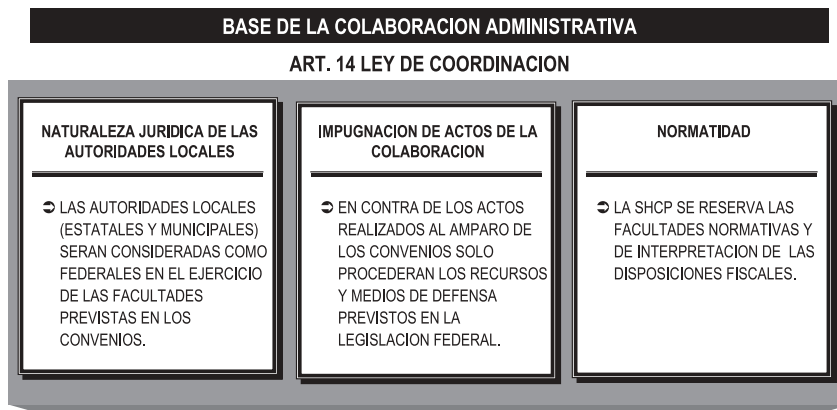 BASE DE LA COLABORACION ADMINISTRATIVA
ART. 14 LEY DE COORDINACION
NATURALEZA JURIDICA DE LAS
AUTORIDADES LOCALES
➲ LAS AUTORIDADES LOCALES
(ESTATALES Y MUNICIPALES)
SERAN CONSIDERADAS COMO
FEDERALES EN EL EJERCICIO
DE LAS FACULTADES
PREVISTAS EN LOS
CONVENIOS.
IMPUGNACION DE ACTOS DE LA
COLABORACION
➲ EN CONTRA DE LOS ACTOS
REALIZADOS AL AMPARO DE
LOS CONVENIOS SOLO
PROCEDERAN LOS RECURSOS
Y MEDIOS DE DEFENSA
PREVISTOS EN LA
LEGISLACION FEDERAL.
NORMATIDAD
➲ LA SHCP SE RESERVA LAS
FACULTADES NORMATIVAS Y
DE INTERPRETACION DE LAS
DISPOSICIONES FISCALES.